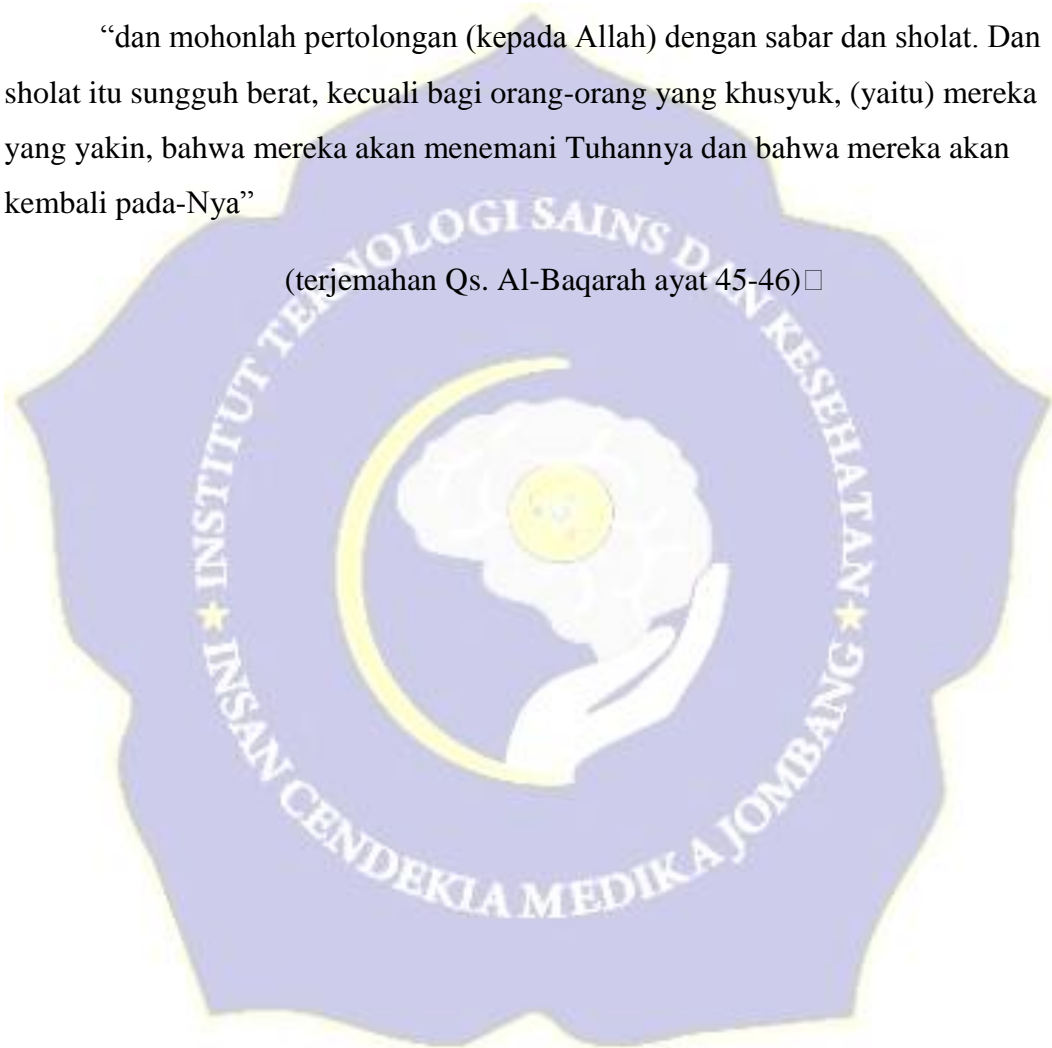 “dan mohonlah pertolongan (kepada Allah) dengan sabar dan sholat. Dan
sholat itu sungguh berat, kecuali bagi orang-orang yang khusyuk, (yaitu) mereka
yang yakin, bahwa mereka akan menemani Tuhannya dan bahwa mereka akan
kembali pada-Nya”
(terjemahan Qs. Al-Baqarah ayat 45-46)□
INSTITUT TEKNOLOGI SAINS DAN KESEHATAN
INSAN CENDEKIA MEDIKA JOMBANG